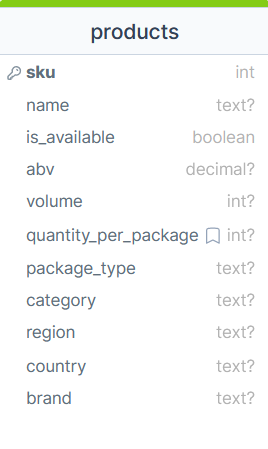 products
sku int
name text?
is_available boolean
abv decimal?
volume int?
quantity_per_package int?
package_type text?
category text?
region text?
country text?
brand text?